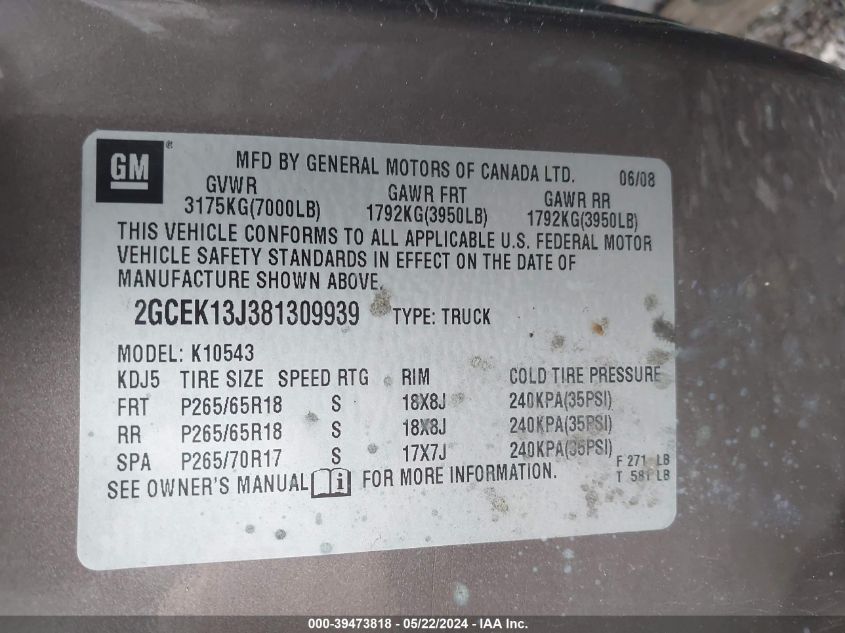 GM ® MFD BY GENERAL MOTORS OF CANADA LTD. 06/08
GVWR GAWR FRT GAWR RR
3175KG(7000LB) 1792KG(3950LB) 1792KG(3950LB)
THIS VEHICLE CONFORMS TO ALL APPLICABLE U.S. FEDERAL MOTOR
VEHICLE SAFETY STANDARDS IN EFFECT ON THE DATE OF
MANUFACTURE SHOWN ABOVE.
2GCEK13J381309939 TYPE: TRUCK
MODEL: K10543
KDJ5 TIRE SIZE SPEED RTG RIM COLD TIRE PRESSURE
FRT P265/65R18 S 18X8J 240KPA(35PSI)
RR P265/65R18 S 18X8J 240KPA(35PSI)
SPA P265/70R17 S 17X7J 240KPA(35PSI)
F 271 LB
T 581 LB
SEE OWNER'S MANUAL i FOR MORE INFORMATION.
000-39473818 - 05/22/2024 - IAA Inc.